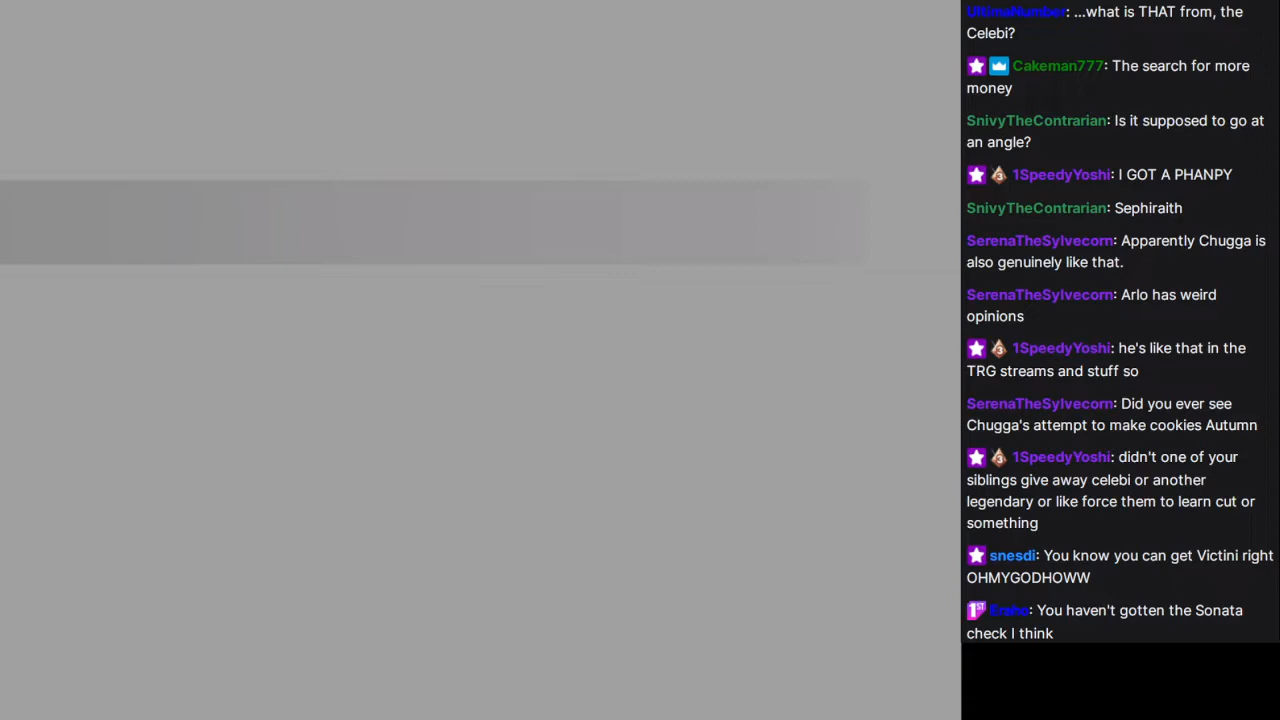 UltimaNumber: ...what is THAT from, the
Celebi?
Cakeman777: The search for more
money
SnivyTheContrarian: Is it supposed to go at
an angle?
1SpeedyYoshi: I GOT A PHANPY
SnivyTheContrarian: Sephiraith
SerenaTheSylvecorn: Apparently Chugga is
also genuinely like that.
SerenaTheSylvecorn: Arlo has weird
opinions
1SpeedyYoshi: he's like that in the
TRG streams and stuff so
SerenaTheSylvecorn: Did you ever see
Chugga's attempt to make cookies Autumn
1SpeedyYoshi: didn't one of your
siblings give away celebi or another
legendary or like force them to learn cut or
something
snesdi: You know you can get Victini right
OHMYGODHOWW
1ST Eraho: You haven't gotten the Sonata
check I think